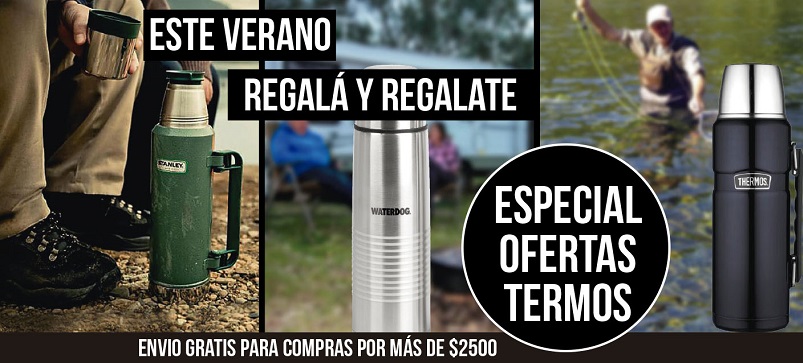 ESTE VERANO
REGALÁ Y REGALATE
STANLEY
WATERDOG
THERMOS
ESPECIAL
OFERTAS
TERMOS
ENVIO GRATIS PARA COMPRAS POR MÁS DE $2500